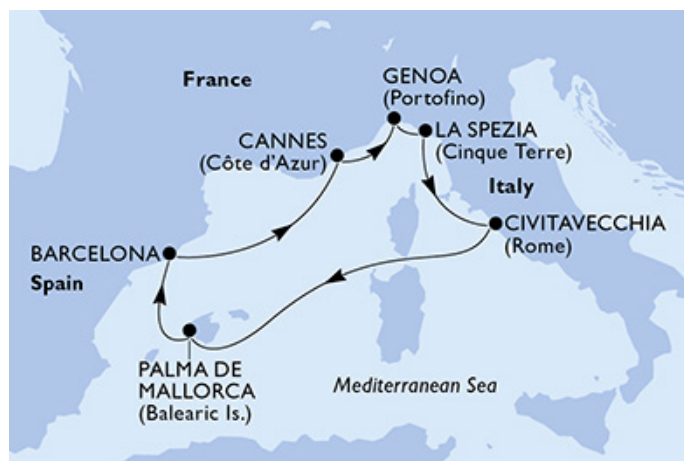 France
GENOA
(Portofino)
CANNES
(Côte d'Azur)
LA SPEZIA
(Cinque Terre)
Italy
CIVITAVECCHIA
(Rome)
BARCELONA
Spain
PALMA DE
MALLORCA
(Balearic Is.)
Mediterranean Sea